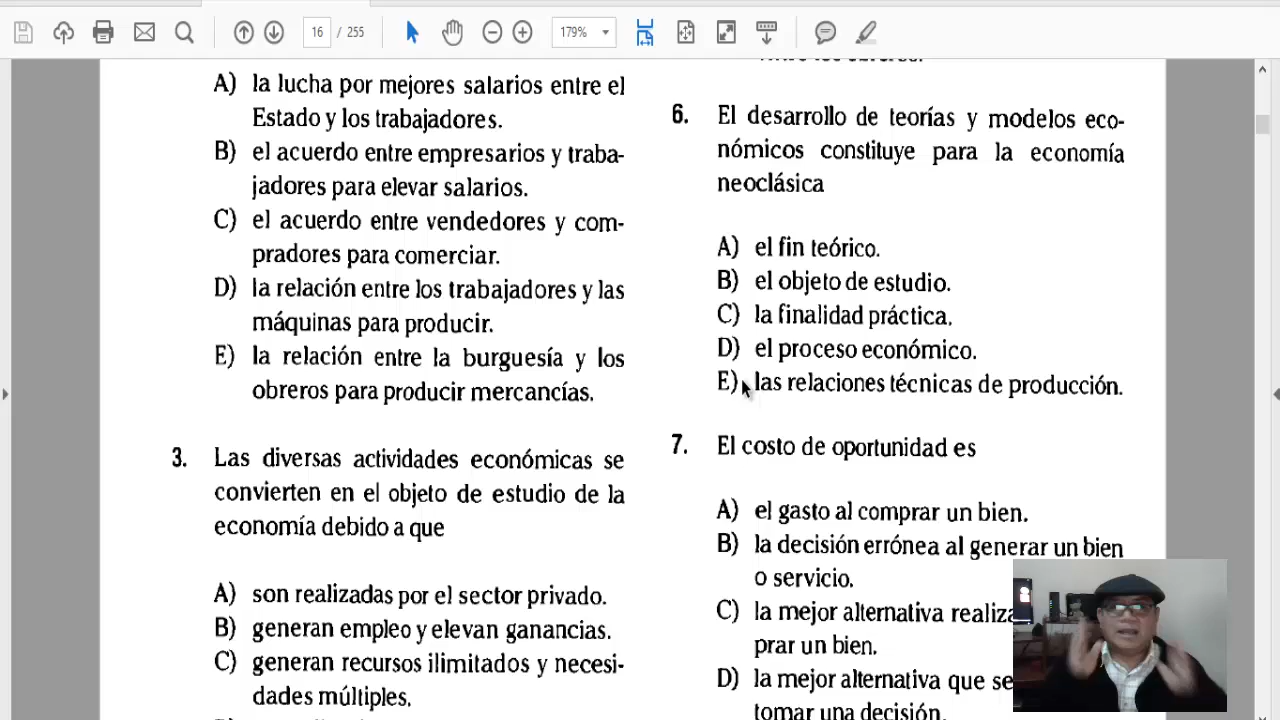 16 / 255
179%
A) la lucha por mejores salarios entre el
Estado y los trabajadores.
B) el acuerdo entre empresarios y traba-
jadores para elevar salarios.
C) el acuerdo entre vendedores y com-
pradores para comerciar.
D) la relación entre los trabajadores y las
máquinas para producir.
E) la relación entre la burguesía y los
obreros para producir mercancías.
3. Las diversas actividades económicas se
convierten en el objeto de estudio de la
economía debido a que
A) son realizadas por el sector privado.
B) generan empleo y elevan ganancias.
C) generan recursos ilimitados y necesi-
dades múltiples.
6. El desarrollo de teorías y modelos eco-
nómicos constituye para la economía
neoclásica
A) el fin teórico.
B) el objeto de estudio.
C) la finalidad práctica.
D) el proceso económico.
E) las relaciones técnicas de producción.
7. El costo de oportunidad es
A) el gasto al comprar un bien.
B) la decisión errónea al generar un bien
o servicio.
C) la mejor alternativa realiza
prar un bien.
D) la mejor alternativa que se
tomar una decisión.